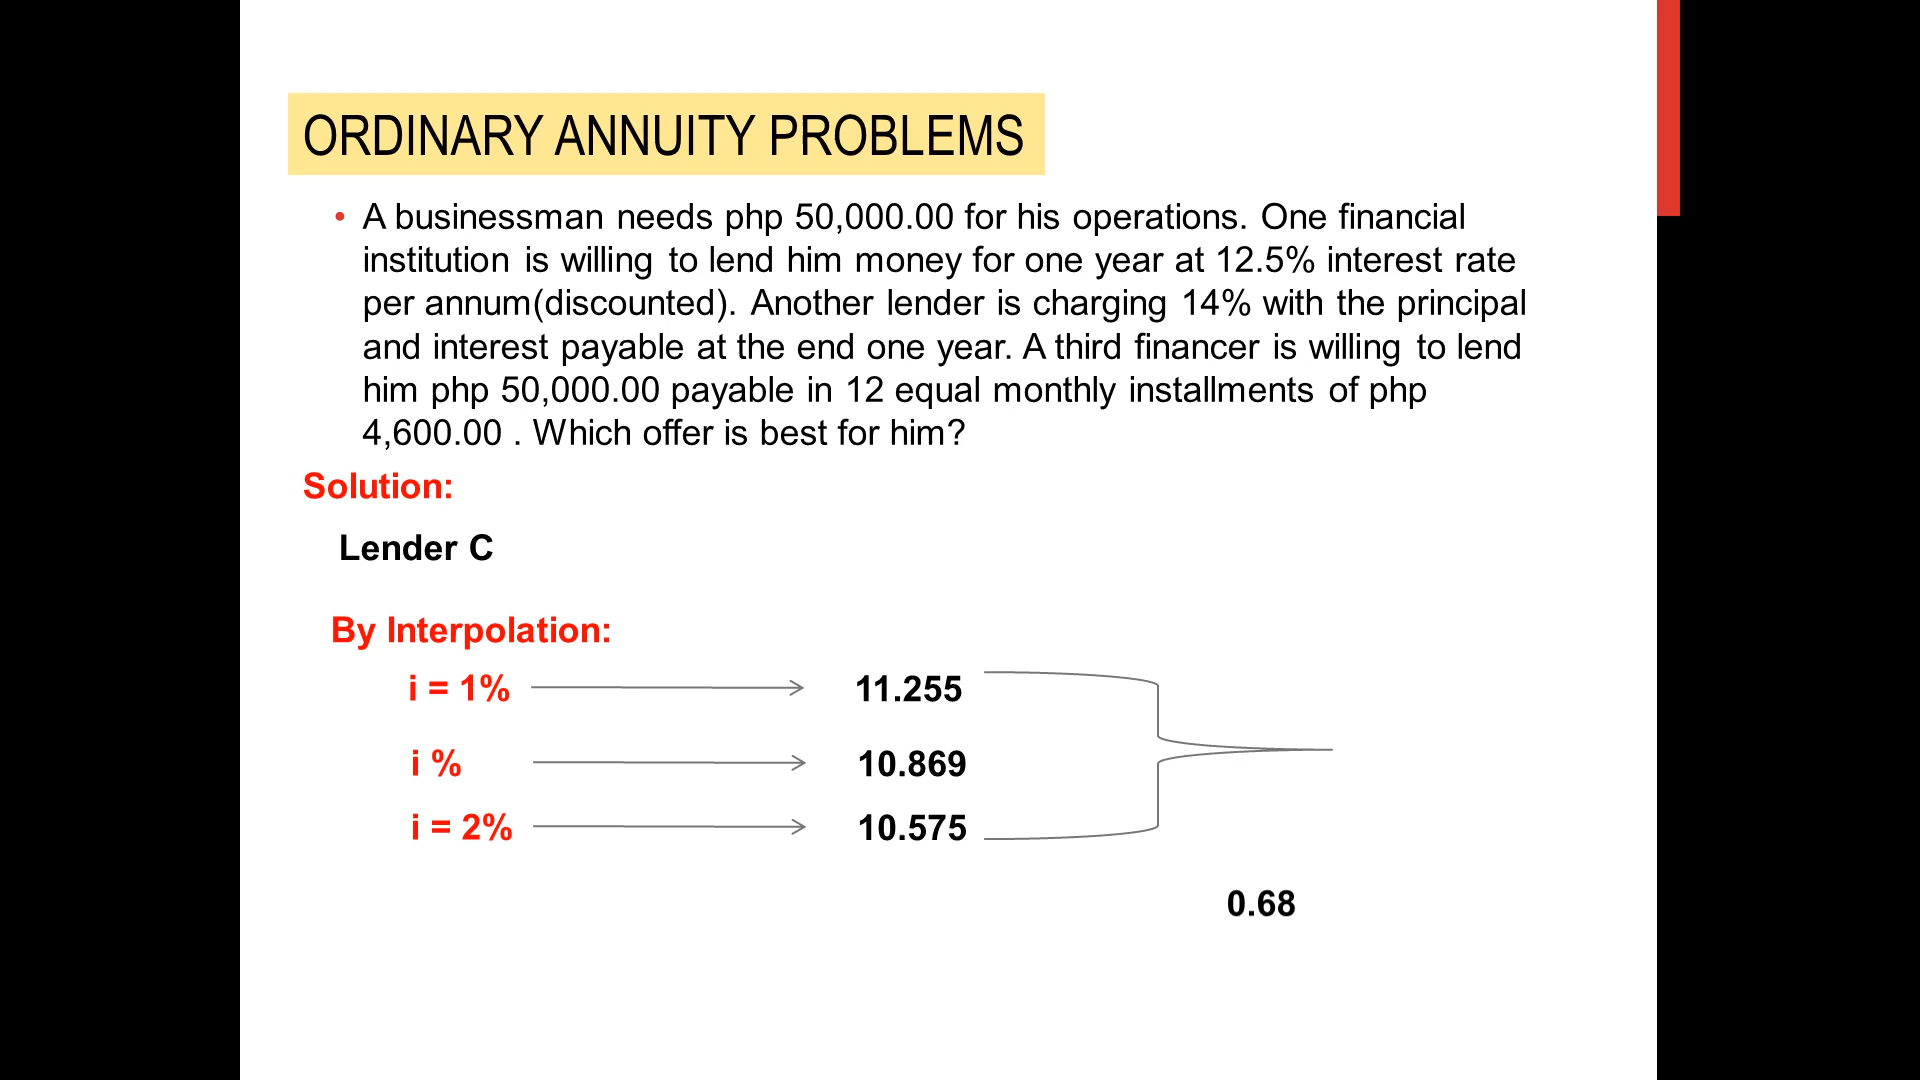 ORDINARY ANNUITY PROBLEMS
• A businessman needs php 50,000.00 for his operations. One financial
institution is willing to lend him money for one year at 12.5% interest rate
per annum(discounted). Another lender is charging 14% with the principal
and interest payable at the end one year. A third financer is willing to lend
him php 50,000.00 payable in 12 equal monthly installments of php
4,600.00 . Which offer is best for him?
Solution:
Lender C
By Interpolation:
i = 1% 11.255
i % 10.869
i = 2% 10.575
0.68